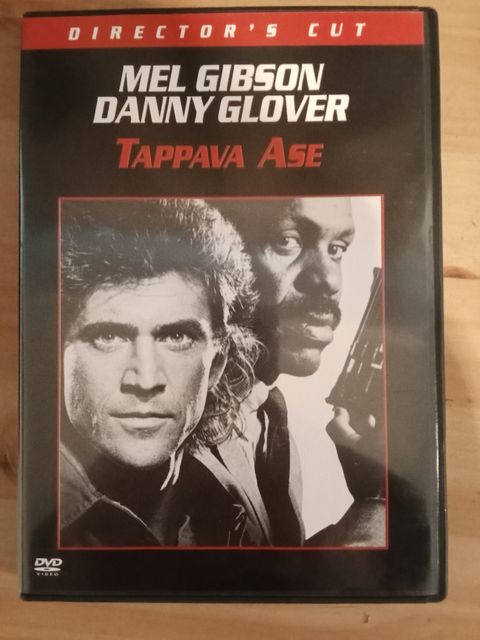 DIRECTOR'S CUT
MEL GIBSON
DANNY GLOVER
TAPPAVA ASE
DVD
VIDEO